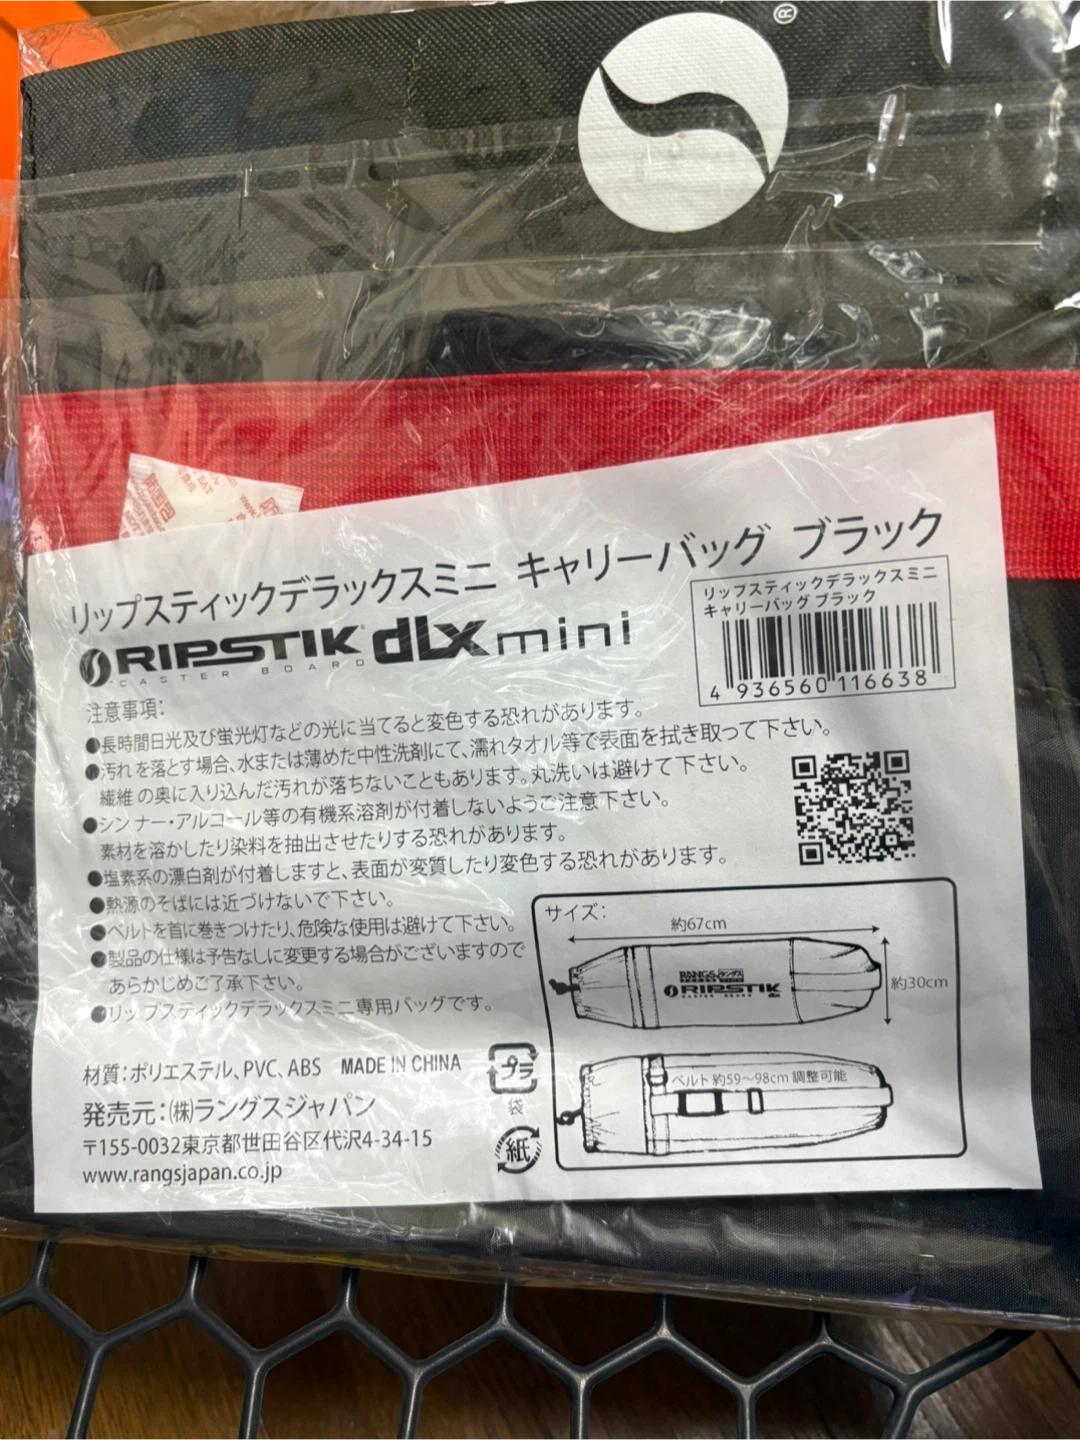 ®
リップスティックデラックスミニ キャリーバッグ ブラック
RIPSTIK dLx mini
CASTER BOARD
リップスティックデラックスミニ
キャリーバッグ ブラック
4 936560 116638
注意事項:
●長時間日光及び蛍光灯などの光に当てると変色する恐れがあります。
●汚れを落とす場合、水または薄めた中性洗剤にて、濡れタオル等で表面を拭き取って下さい。
繊維の奥に入り込んだ汚れが落ちないこともあります。丸洗いは避けて下さい。
●シンナー・アルコール等の有機系溶剤が付着しないようご注意下さい。
素材を溶かしたり染料を抽出させたりする恐れがあります。
●塩素系の漂白剤が付着しますと、表面が変質したり変色する恐れがあります。
●熱源のそばには近づけないで下さい。
●ベルトを首に巻きつけたり、危険な使用は避けて下さい。
●製品の仕様は予告なしに変更する場合がございますので
あらかじめご了承下さい。
●リップスティックデラックスミニ専用バッグです。
サイズ:
約67cm
RANGS ラングス
RIPSTIK
CASTER BOARD dlx
約30cm
ベルト 約59～98cm 調整可能
材質:ポリエステル、PVC、ABS MADE IN CHINA
プラ
袋
発売元:(株)ラングスジャパン
〒155-0032東京都世田谷区代沢4-34-15
紙
www.rangsjapan.co.jp